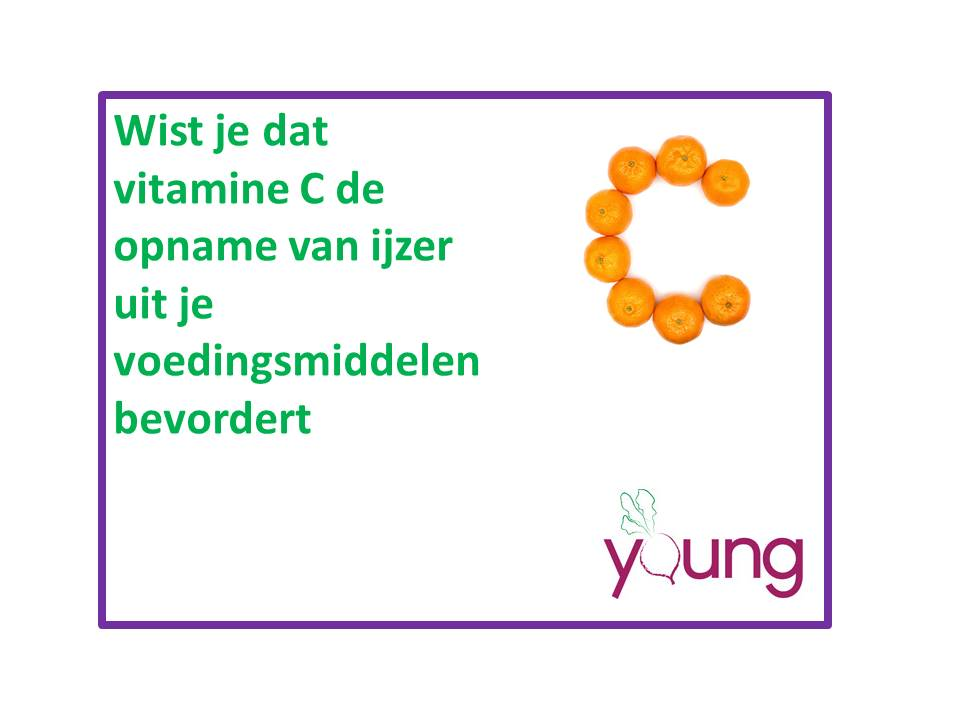 Wist je dat
vitamine C de
opname van ijzer
uit je
voedingsmiddelen
bevordert
C
young